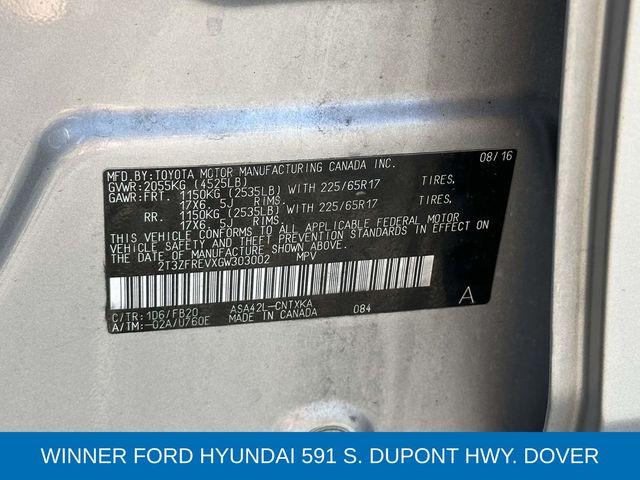 MFD.BY:TOYOTA MOTOR MANUFACTURING CANADA INC. 08/16
GVWR:2055KG (4525LB)
GAWR:FRT. 1150KG (2535LB) WITH 225/65R17 TIRES,
17X6. 5J RIMS.
RR. 1150KG (2535LB) WITH 225/65R17 TIRES,
17X6. 5J RIMS.
THIS VEHICLE CONFORMS TO ALL APPLICABLE FEDERAL MOTOR
VEHICLE SAFETY AND THEFT PREVENTION STANDARDS IN EFFECT ON
THE DATE OF MANUFACTURE SHOWN ABOVE.
2T3ZFREVXGW303002 MPV
A
C/TR:1D6/FB20 ASA42L-CNTXKA 084
A/TM:-02A/U760E MADE IN CANADA
WINNER FORD HYUNDAI 591 S. DUPONT HWY. DOVER